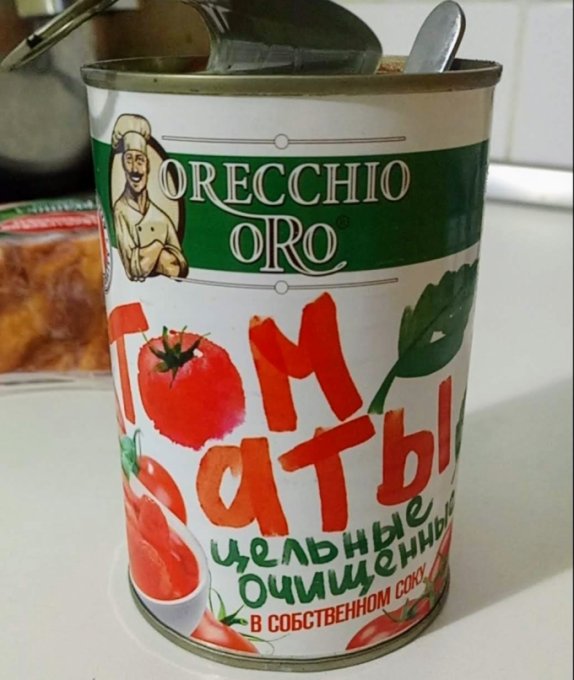 ORECCHIO
ORO®
ТОМ
АТЫ
цельные
очищенные
В СОБСТВЕННОМ СОКУ